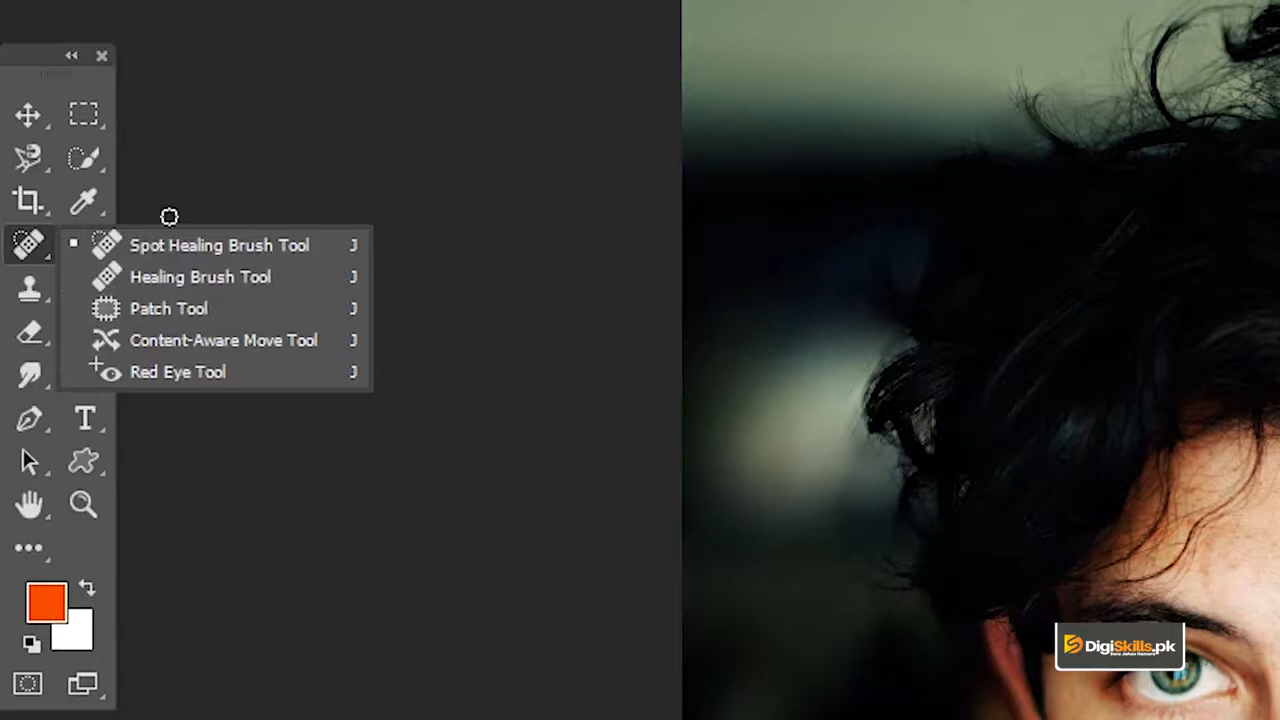 Spot Healing Brush Tool J
Healing Brush Tool J
Patch Tool J
Content-Aware Move Tool J
Red Eye Tool J
T
DigiSkills.pk